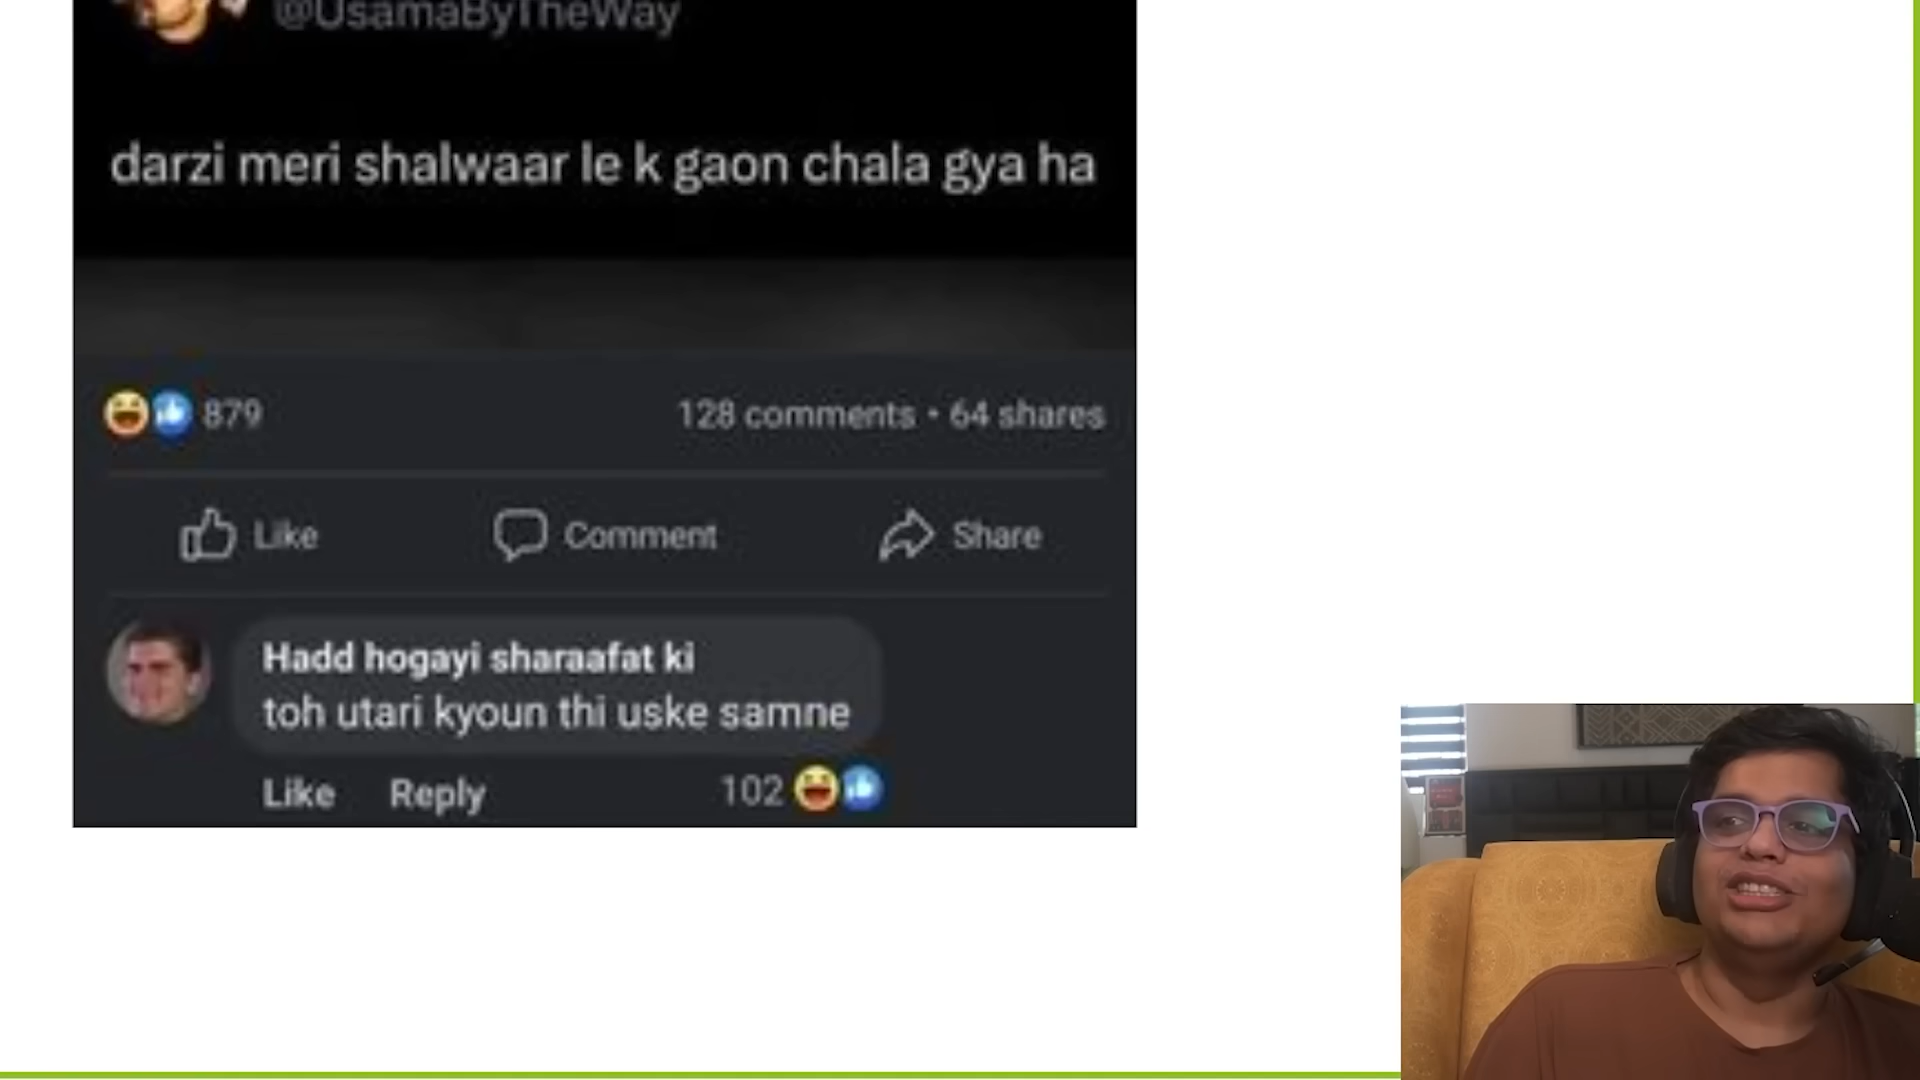 @UsamaByTheWay
darzi meri shalwaar le k gaon chala gya ha
879
128 comments • 64 shares
Like
Comment
Share
Hadd hogayi sharaafat ki
toh utari kyoun thi uske samne
Like
Reply
102